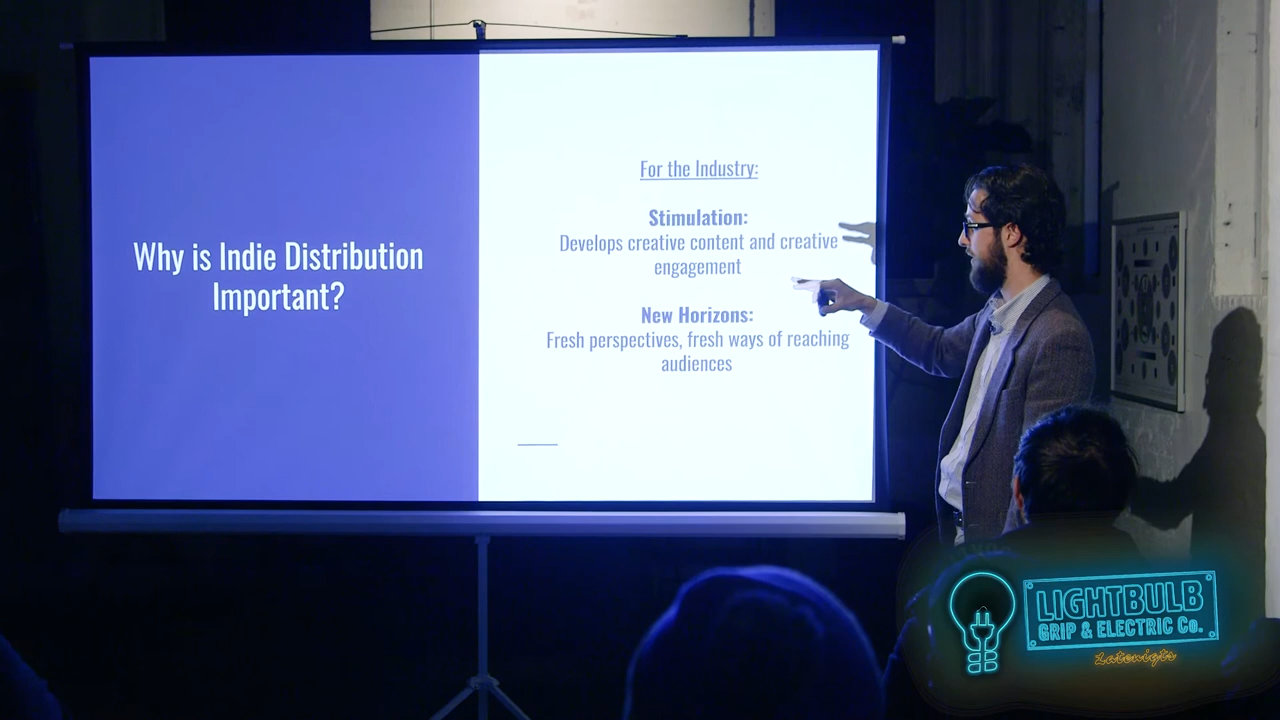 Why is Indie Distribution
Important?
For the Industry:
Stimulation:
Develops creative content and creative
engagement
New Horizons:
Fresh perspectives, fresh ways of reaching
audiences
LIGHTBULB
GRIP & ELECTRIC Co.
Latenigts